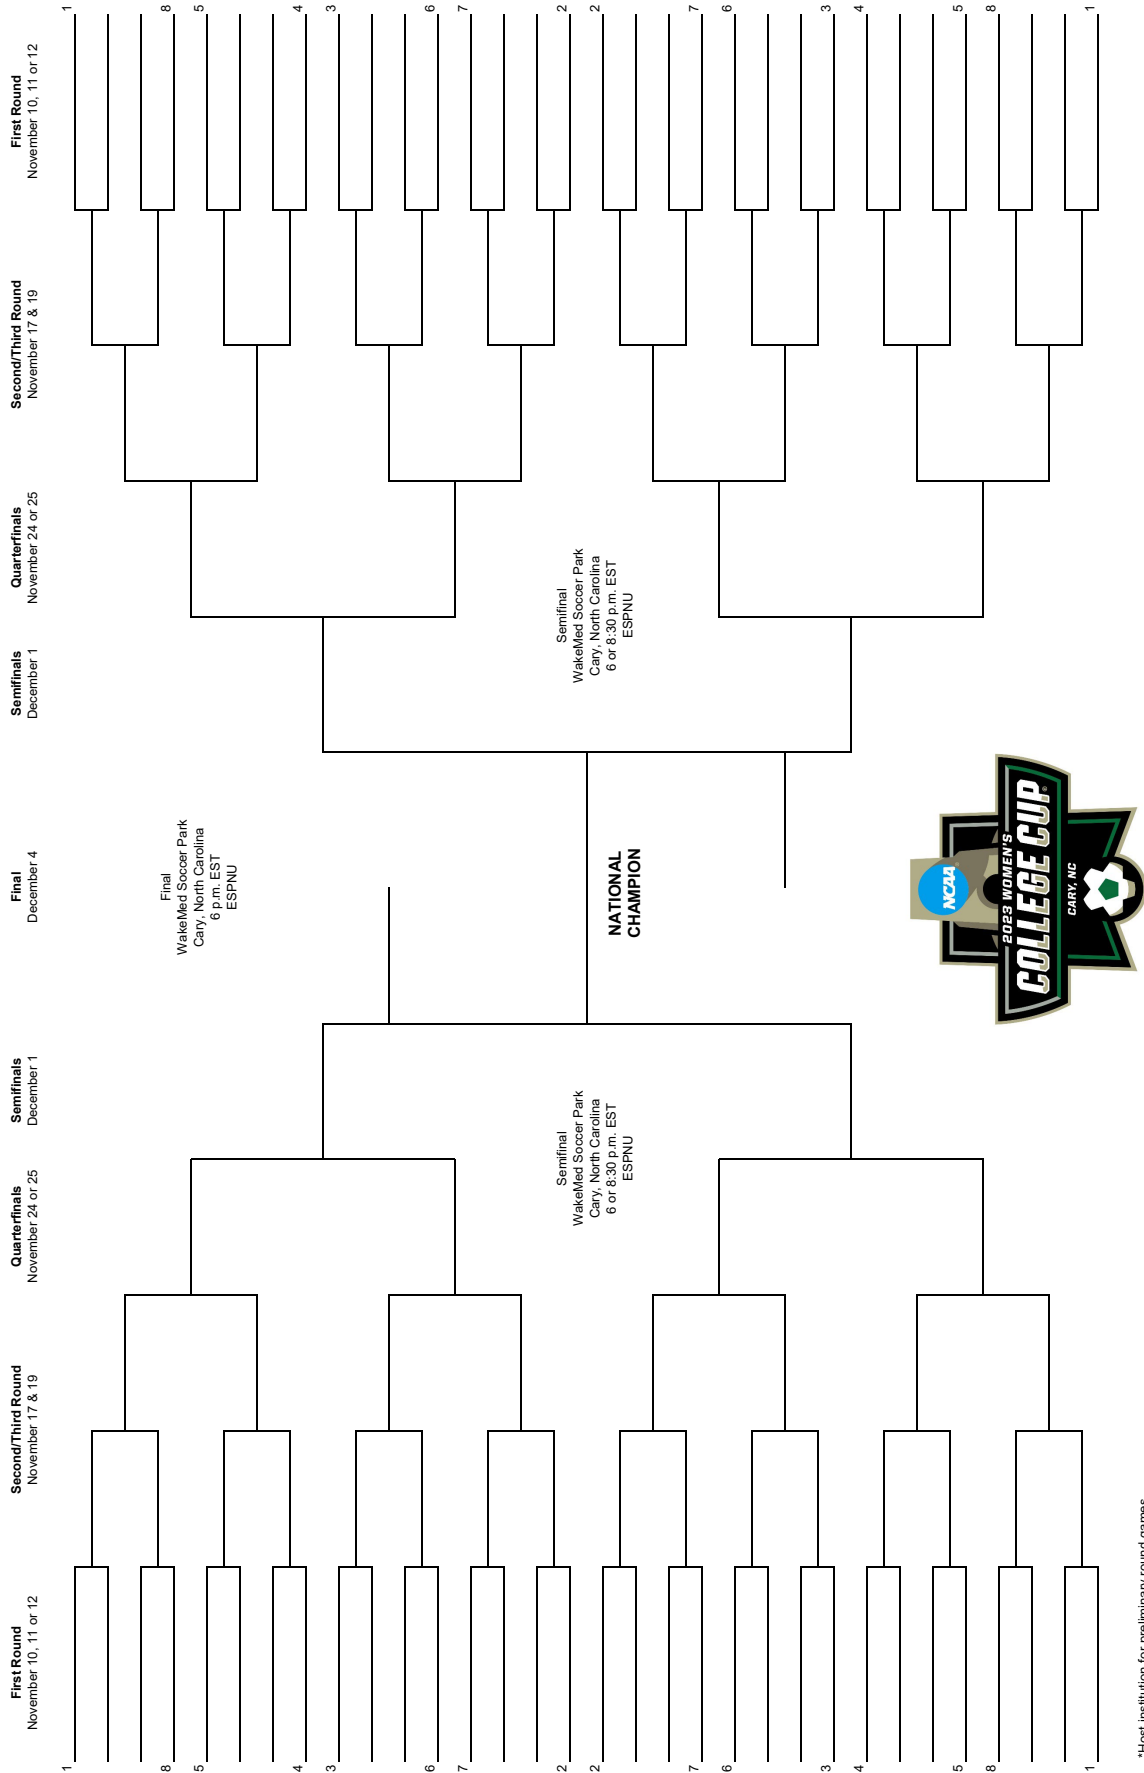 First Round
November 10, 11 or 12
Second/Third Round
November 17 & 19
Quarterfinals
November 24 or 25
Semifinals
December 1
Final
December 4
Semifinals
December 1
Quarterfinals
November 24 or 25
Second/Third Round
November 17 & 19
First Round
November 10, 11 or 12
1
8
5
4
3
6
7
2
2
7
6
3
4
5
8
1
Final
WakeMed Soccer Park
Cary, North Carolina
6 p.m. EST
ESPNU
Semifinal
WakeMed Soccer Park
Cary, North Carolina
6 or 8:30 p.m. EST
ESPNU
NATIONAL
CHAMPION
Semifinal
WakeMed Soccer Park
Cary, North Carolina
6 or 8:30 p.m. EST
ESPNU
1
8
5
4
3
6
7
2
2
7
6
3
4
5
8
1
NCAA
2023 WOMEN'S
COLLEGE CUP®
CARY, NC
*Host institution for preliminary round games